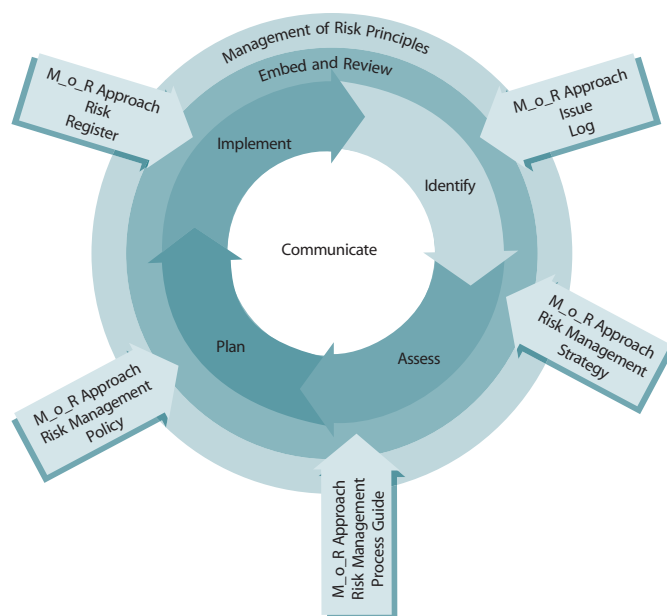 Management of Risk Principles
Embed and Review
M_o_R Approach
Risk
Register
M_o_R Approach
Issue
Log
Implement
Identify
Communicate
Plan
Assess
M_o_R Approach
Risk Management
Strategy
M_o_R Approach
Risk Management
Policy
M_o_R Approach
Risk Management
Process Guide